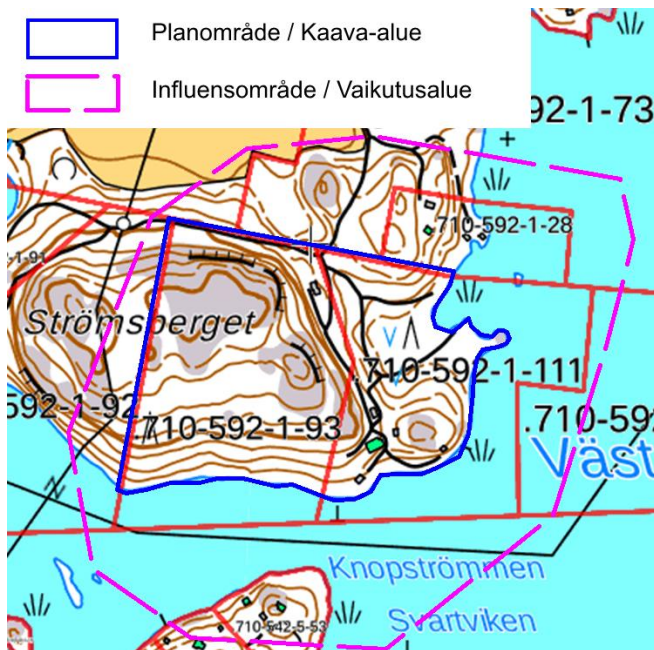 Planområde / Kaava-alue
Influensområde / Vaikutusalue
92-1-73
.710-592-1-28
-1-91
Strömsberget
.710-592-1-111
592-1-92
.710-592-1-93
.710-592
Väst
Knopströmmen
Svartviken
710-542-5-53